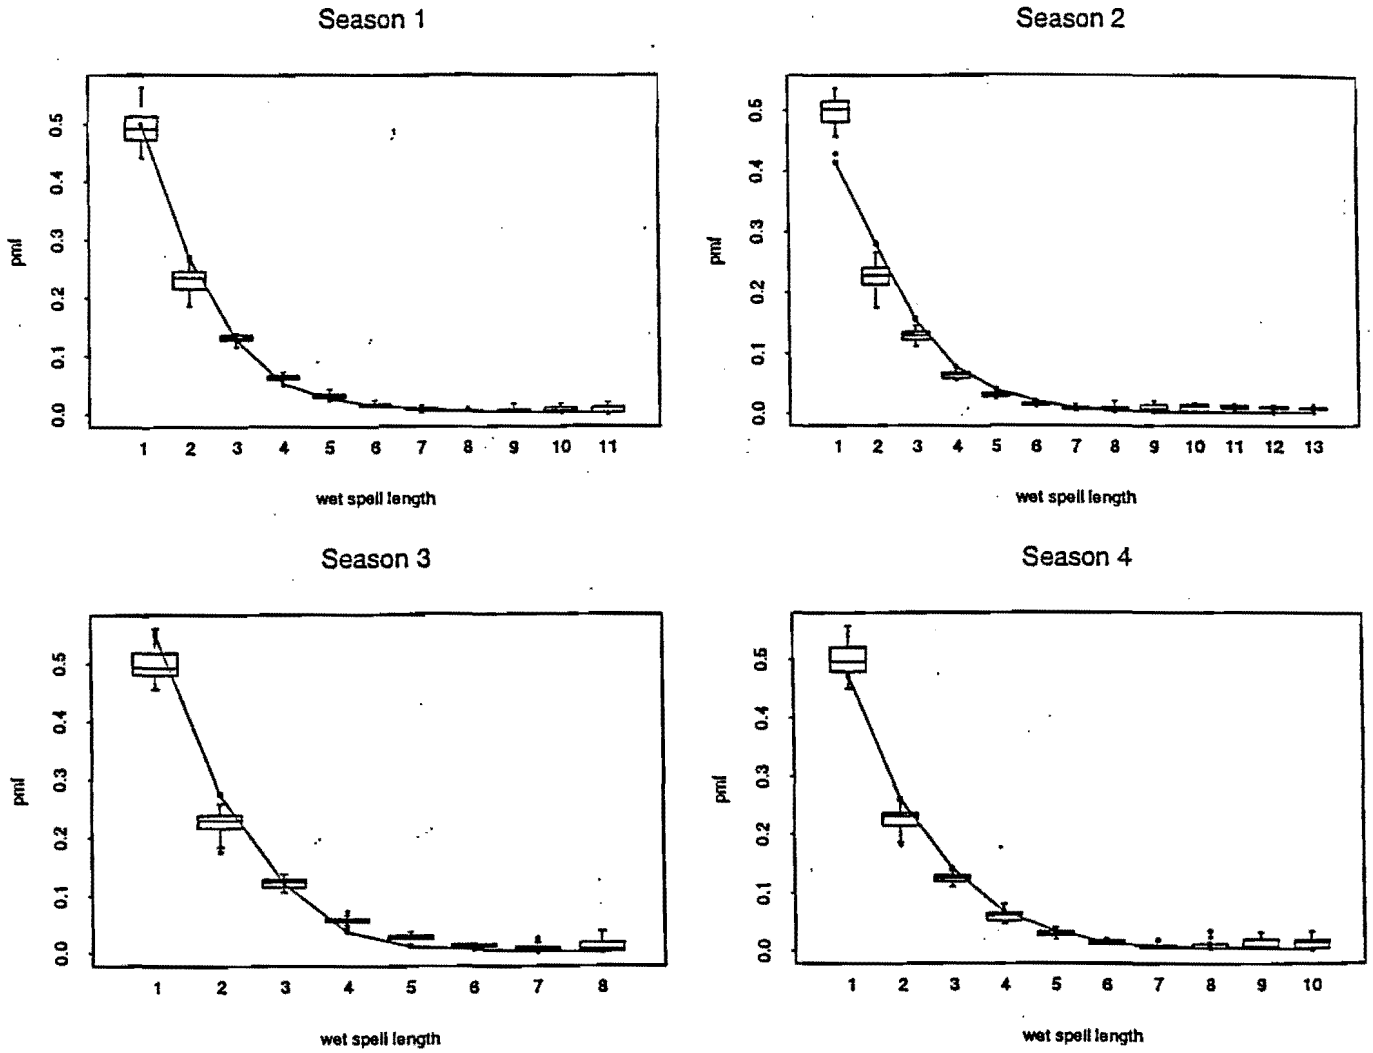 Season 1
Season 2
pmf
0.5
0.4
0.3
0.2
0.1
0.0
1 2 3 4 5 6 7 8 9 10 11
wet spell length
pmf
0.5
0.4
0.3
0.2
0.1
0.0
1 2 3 4 5 6 7 8 9 10 11 12 13
wet spell length
Season 3
Season 4
pmf
0.5
0.4
0.3
0.2
0.1
0.0
1 2 3 4 5 6 7 8
wet spell length
pmf
0.5
0.4
0.3
0.2
0.1
0.0
1 2 3 4 5 6 7 8 9 10
wet spell length